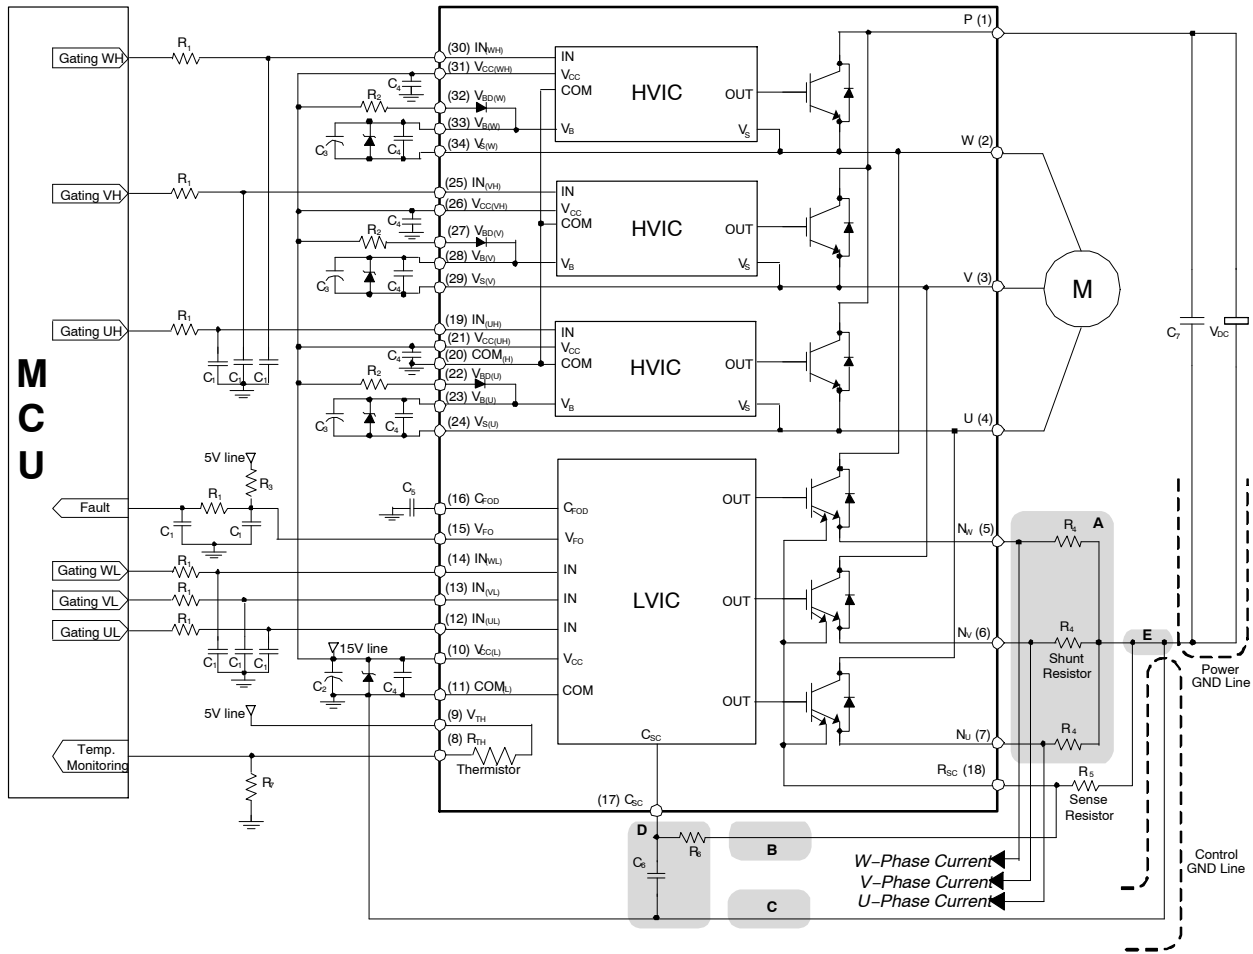 P (1)
Gating WH
R1
(30) IN(WH)
(31) VCC(WH)
C4
R2
(32) VBD(W)
(33) VB(W)
C3
C4
(34) VS(W)
IN
VCC
COM
VB
HVIC
OUT
VS
W (2)
Gating VH
R1
(25) IN(VH)
(26) VCC(VH)
C4
R2
(27) VBD(V)
(28) VB(V)
C3
C4
(29) VS(V)
IN
VCC
COM
VB
HVIC
OUT
VS
V (3)
M
Gating UH
R1
C1
C1
C1
(19) IN(UH)
(21) VCC(UH)
C4
(20) COM(H)
R2
(22) VBD(U)
(23) VB(U)
C3
C4
(24) VS(U)
IN
VCC
COM
VB
HVIC
OUT
VS
U (4)
C7
VDC
M
C
U
5V line
R3
Fault
R1
C1
C1
C5
(16) CFOD
(15) VFO
Gating WL
R1
(14) IN(WL)
Gating VL
R1
(13) IN(VL)
Gating UL
R1
(12) IN(UL)
C1
C1
C1
15V line
(10) VCC(L)
C2
C4
(11) COM(L)
5V line
(9) VTH
(8) RTH
Thermistor
Temp.
Monitoring
R7
CFOD
VFO
IN
IN
IN
VCC
COM
LVIC
OUT
OUT
OUT
CSC
NW (5)
R4
A
NV (6)
R4
Shunt
Resistor
E
Power
GND Line
NU (7)
R4
RSC (18)
R5
Sense
Resistor
(17) CSC
D
R6
C6
B
C
W-Phase Current
V-Phase Current
U-Phase Current
Control
GND Line